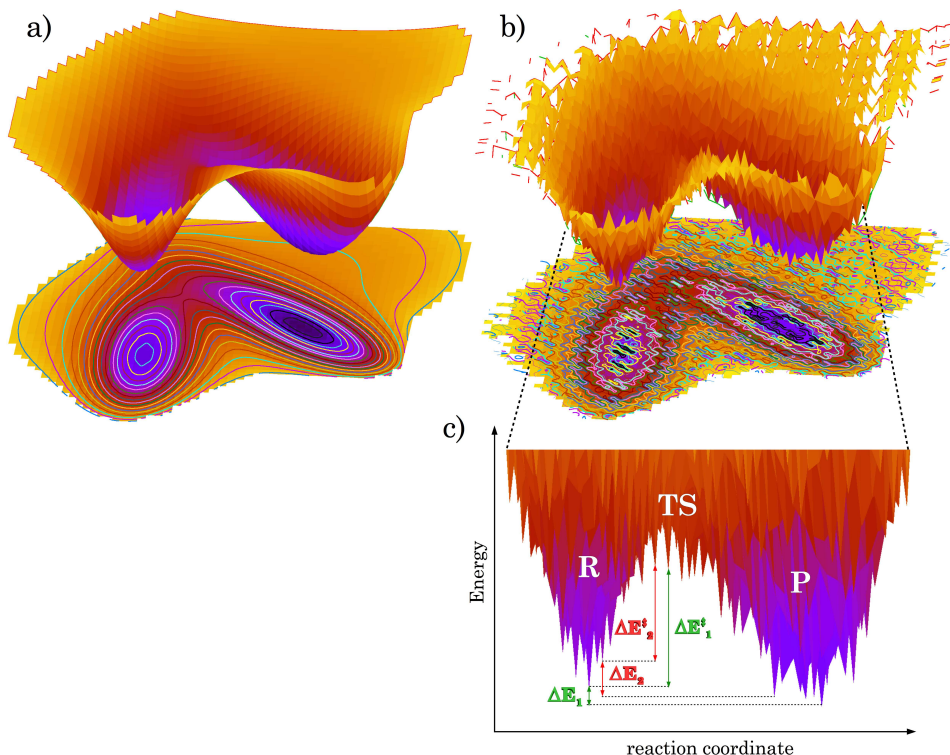 a)
b)
c)
TS
R
P
Energy
ΔE‡₂
ΔE‡₁
ΔE₂
ΔE₁
reaction coordinate